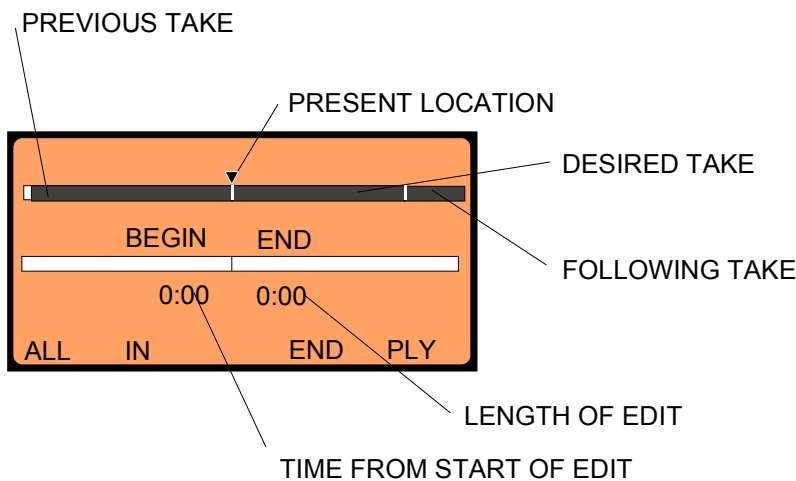 PREVIOUS TAKE
PRESENT LOCATION
DESIRED TAKE
FOLLOWING TAKE
BEGIN END
0:00 0:00
ALL IN END PLY
LENGTH OF EDIT
TIME FROM START OF EDIT